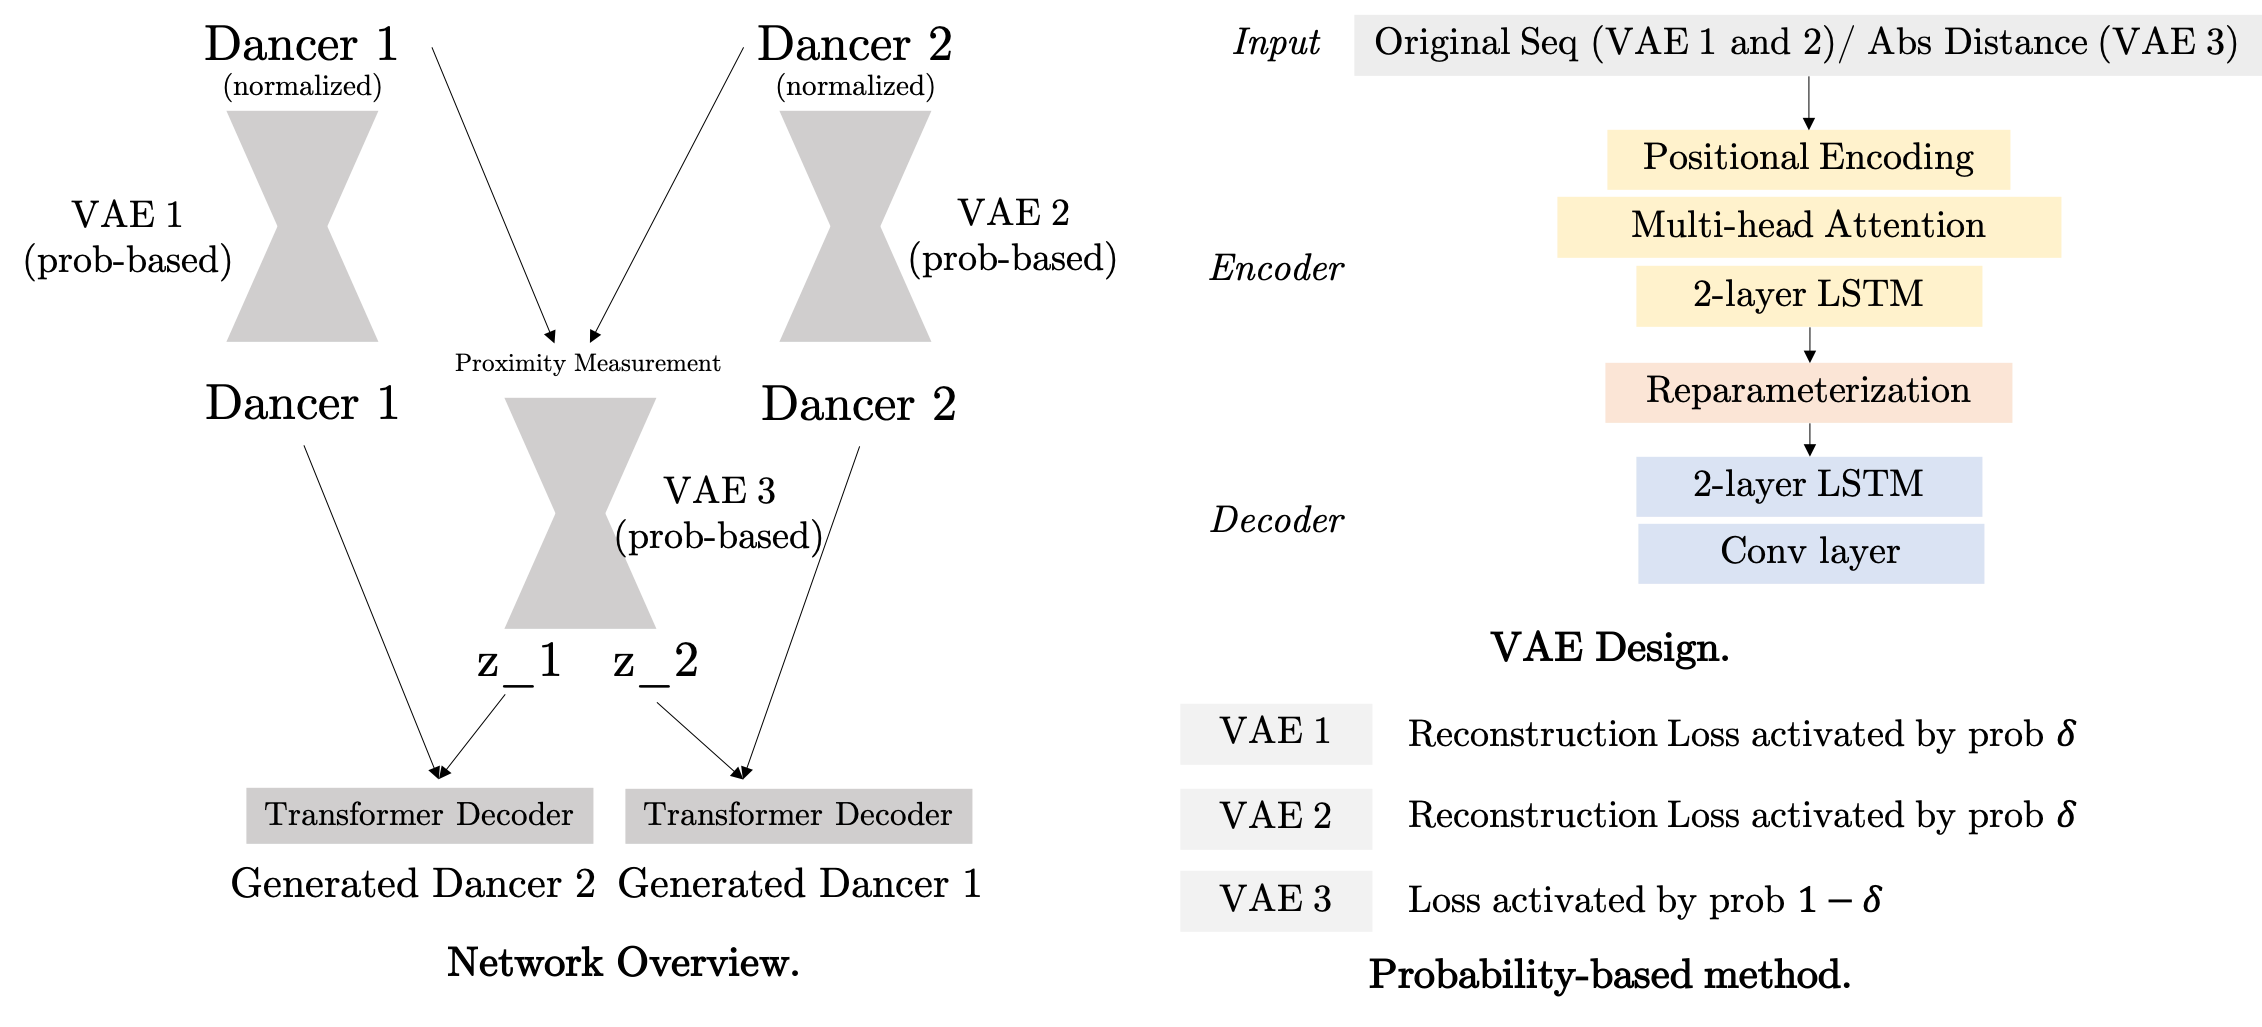 Dancer 1
(normalized)
Dancer 2
(normalized)
VAE 1
(prob-based)
VAE 2
(prob-based)
Proximity Measurement
Dancer 1
Dancer 2
VAE 3
(prob-based)
z_1
z_2
Transformer Decoder
Transformer Decoder
Generated Dancer 2
Generated Dancer 1
Network Overview.
Input
Original Seq (VAE 1 and 2)/ Abs Distance (VAE 3)
Positional Encoding
Multi-head Attention
Encoder
2-layer LSTM
Reparameterization
2-layer LSTM
Decoder
Conv layer
VAE Design.
VAE 1
Reconstruction Loss activated by prob δ
VAE 2
Reconstruction Loss activated by prob δ
VAE 3
Loss activated by prob 1 − δ
Probability-based method.